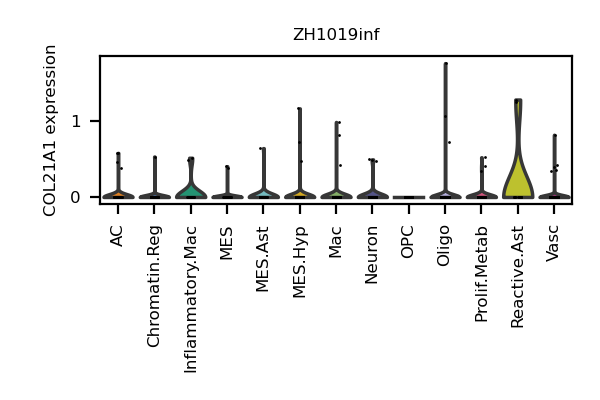 ZH1019inf
COL21A1 expression
1
0
AC
Chromatin.Reg
Inflammatory.Mac
MES
MES.Ast
MES.Hyp
Mac
Neuron
OPC
Oligo
Prolif.Metab
Reactive.Ast
Vasc